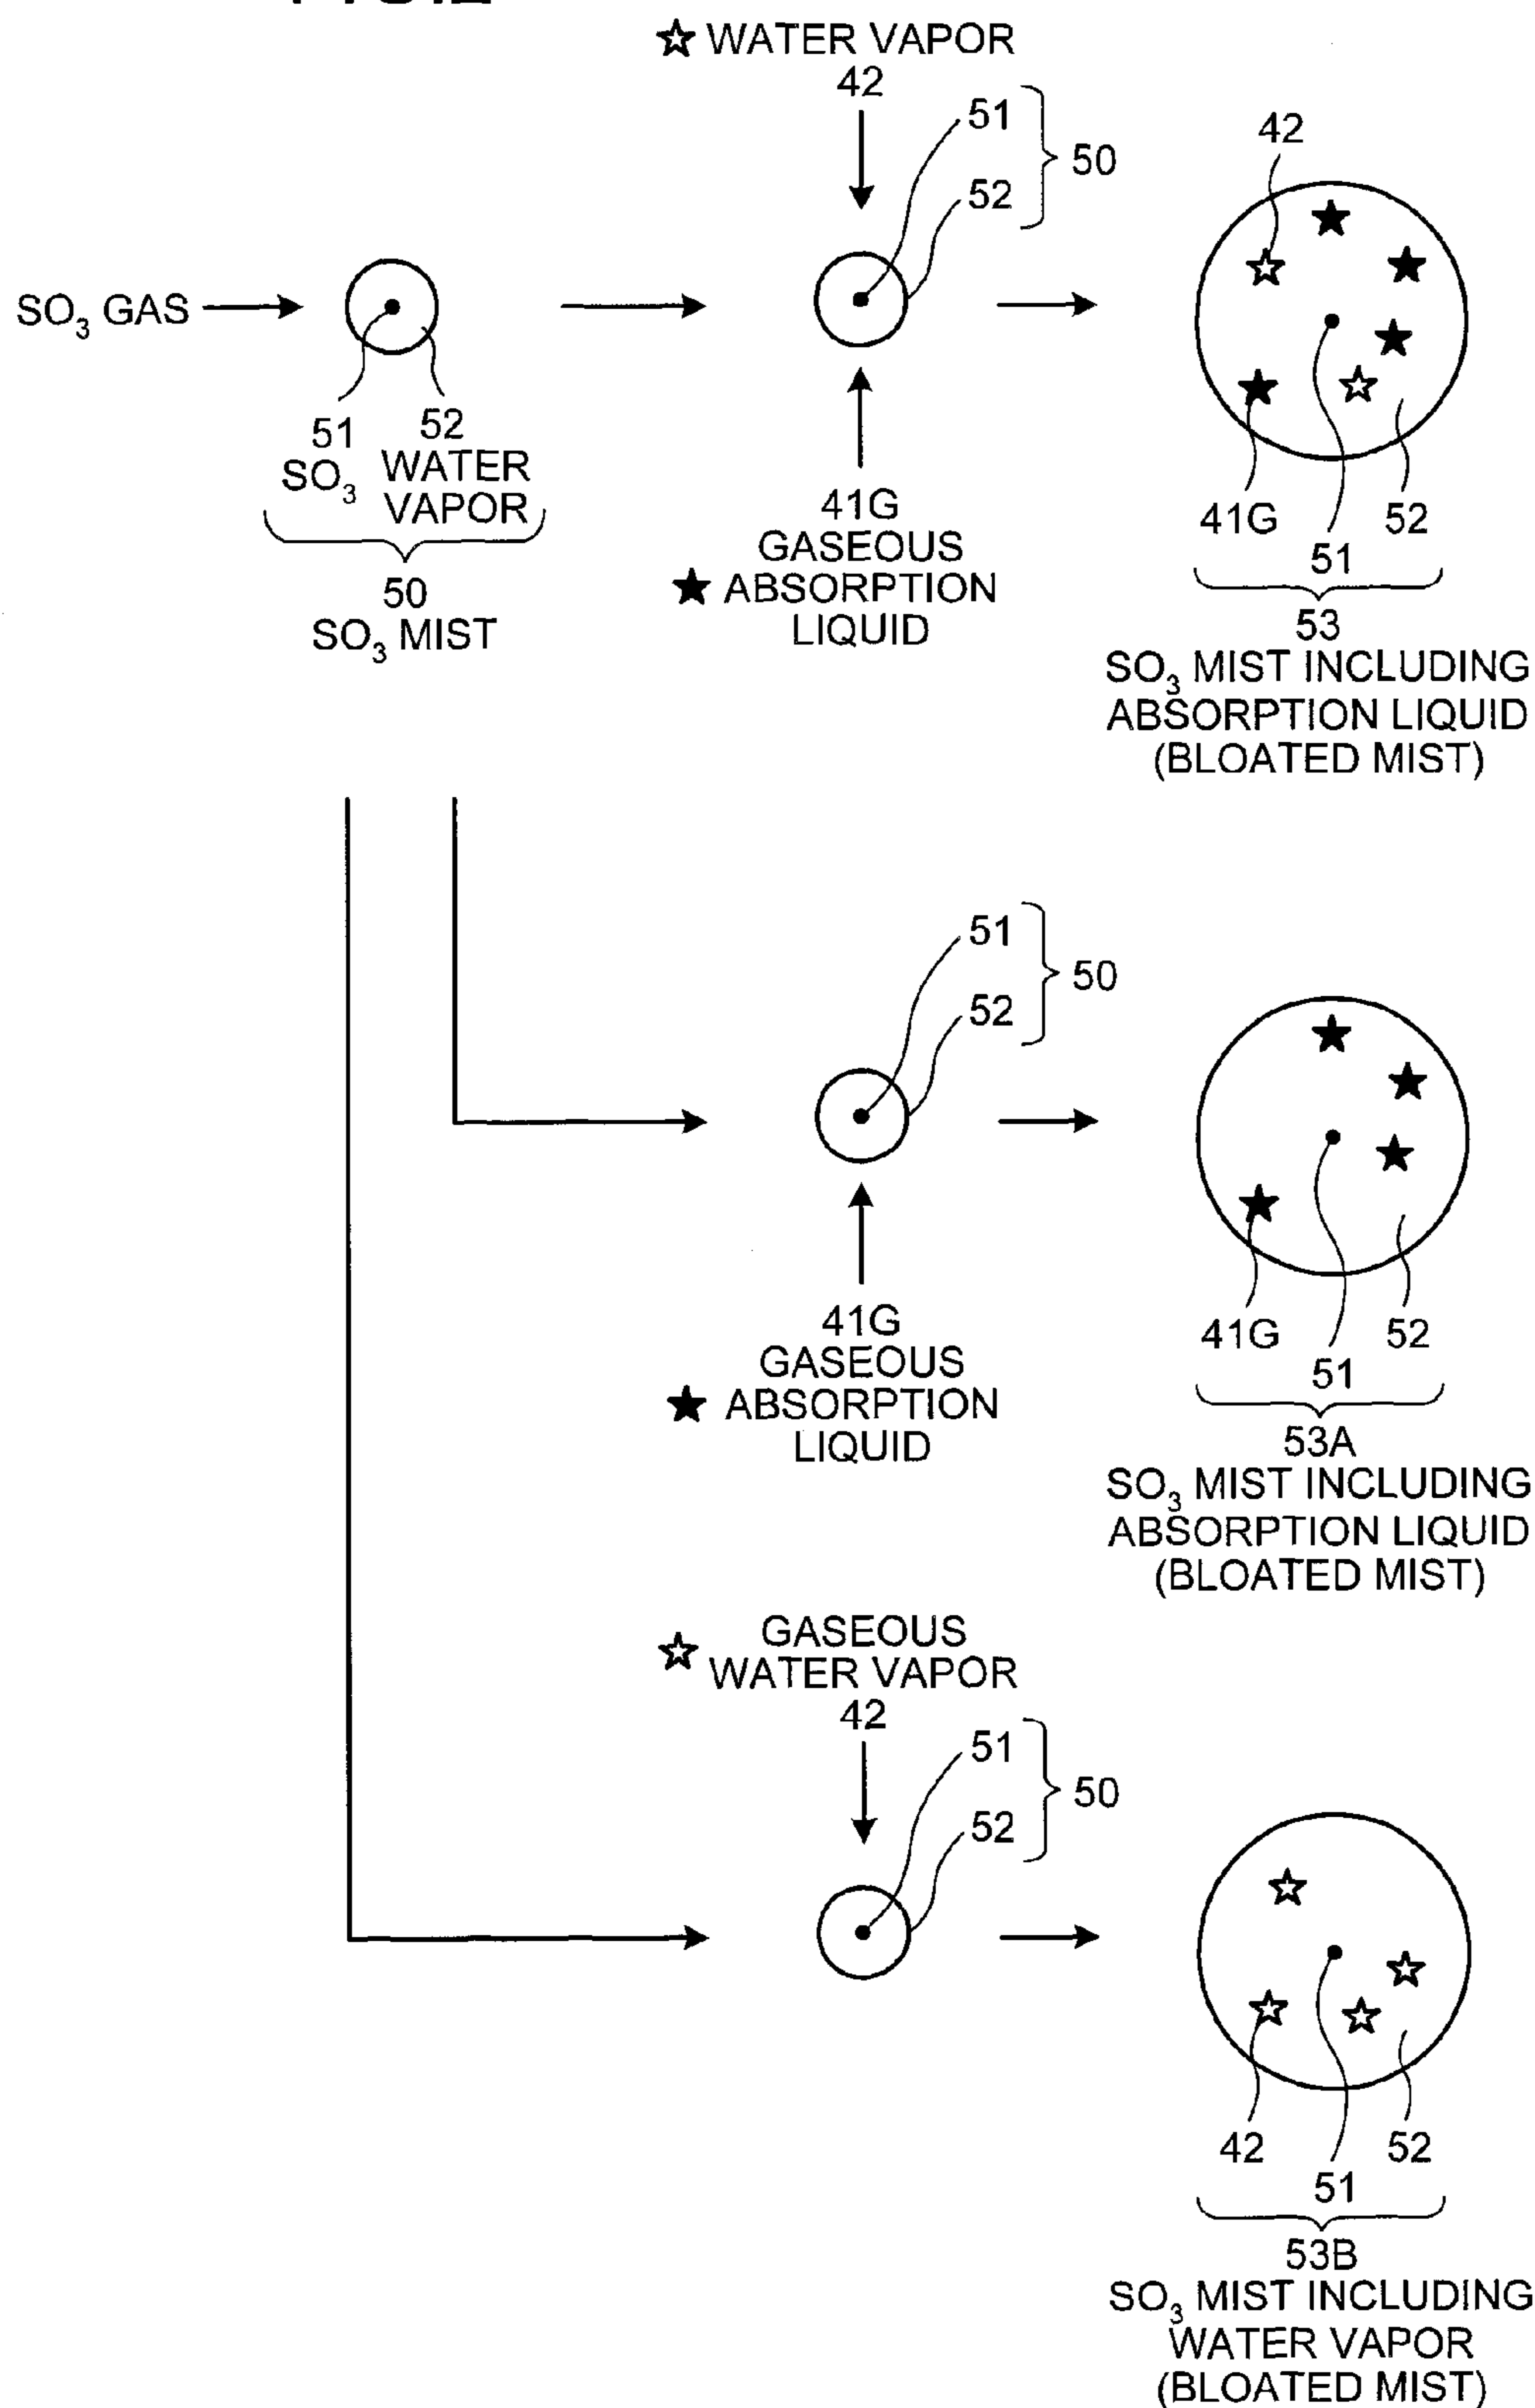 ☆ WATER VAPOR
42
51
52
50
42
SO₃ GAS
51
SO₃
52
WATER
VAPOR
50
SO₃ MIST
41G
GASEOUS
★ ABSORPTION
LIQUID
41G
51
52
53
SO₃ MIST INCLUDING
ABSORPTION LIQUID
(BLOATED MIST)
51
52
50
41G
GASEOUS
★ ABSORPTION
LIQUID
41G
51
52
53A
SO₃ MIST INCLUDING
ABSORPTION LIQUID
(BLOATED MIST)
☆ GASEOUS
WATER VAPOR
42
51
52
50
42
51
52
53B
SO₃ MIST INCLUDING
WATER VAPOR
(BLOATED MIST)